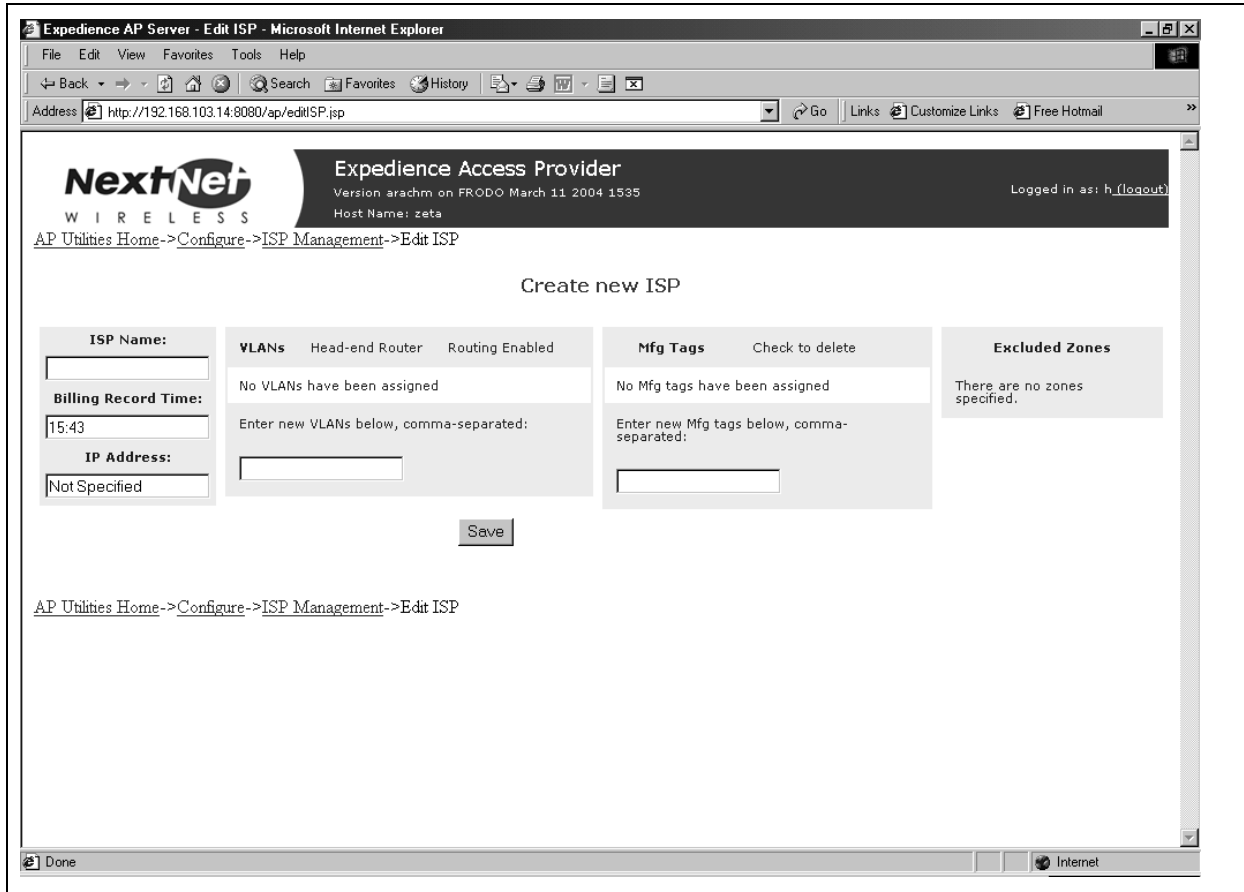 Expedience AP Server - Edit ISP - Microsoft Internet Explorer
File Edit View Favorites Tools Help
Back Search Favorites History
Address http://192.168.103.14:8080/ap/editISP.jsp Go Links Customize Links Free Hotmail »
NextNet
WIRELESS
Expedience Access Provider
Version arachm on FRODO March 11 2004 1535
Host Name: zeta
Logged in as: h (logout)
AP Utilities Home->Configure->ISP Management->Edit ISP
Create new ISP
ISP Name:
Billing Record Time:
15:43
IP Address:
Not Specified
VLANs Head-end Router Routing Enabled
No VLANs have been assigned
Enter new VLANs below, comma-separated:
Mfg Tags Check to delete
No Mfg tags have been assigned
Enter new Mfg tags below, comma-
separated:
Excluded Zones
There are no zones
specified.
Save
AP Utilities Home->Configure->ISP Management->Edit ISP
Done Internet